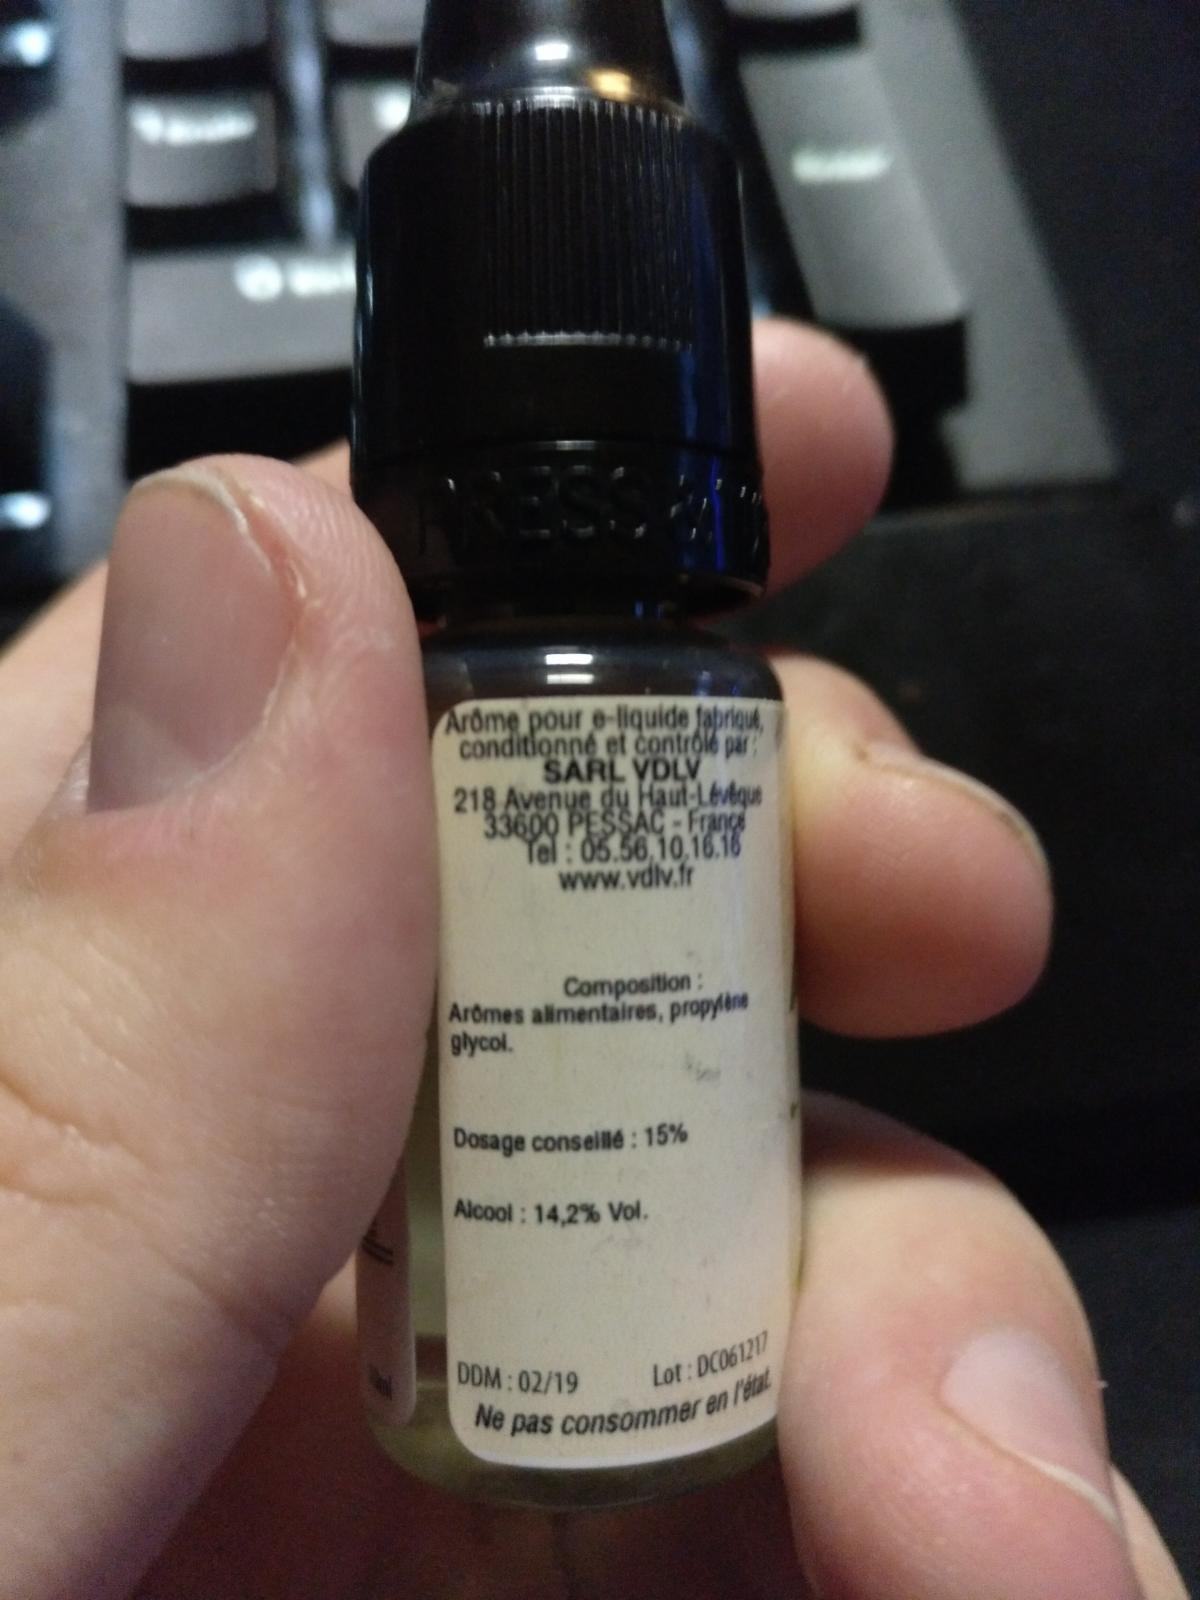 PRESS &
Arôme pour e-liquide fabriqué,
conditionné et contrôlé par :
SARL VDLV
218 Avenue du Haut-Lévêque
33600 PESSAC - France
Tel : 05.56.10.16.16
www.vdlv.fr
Composition :
Arômes alimentaires, propylène
glycol.
Dosage conseillé : 15%
Alcool : 14,2% Vol.
DDM : 02/19 Lot : DC061217
Ne pas consommer en l'état.